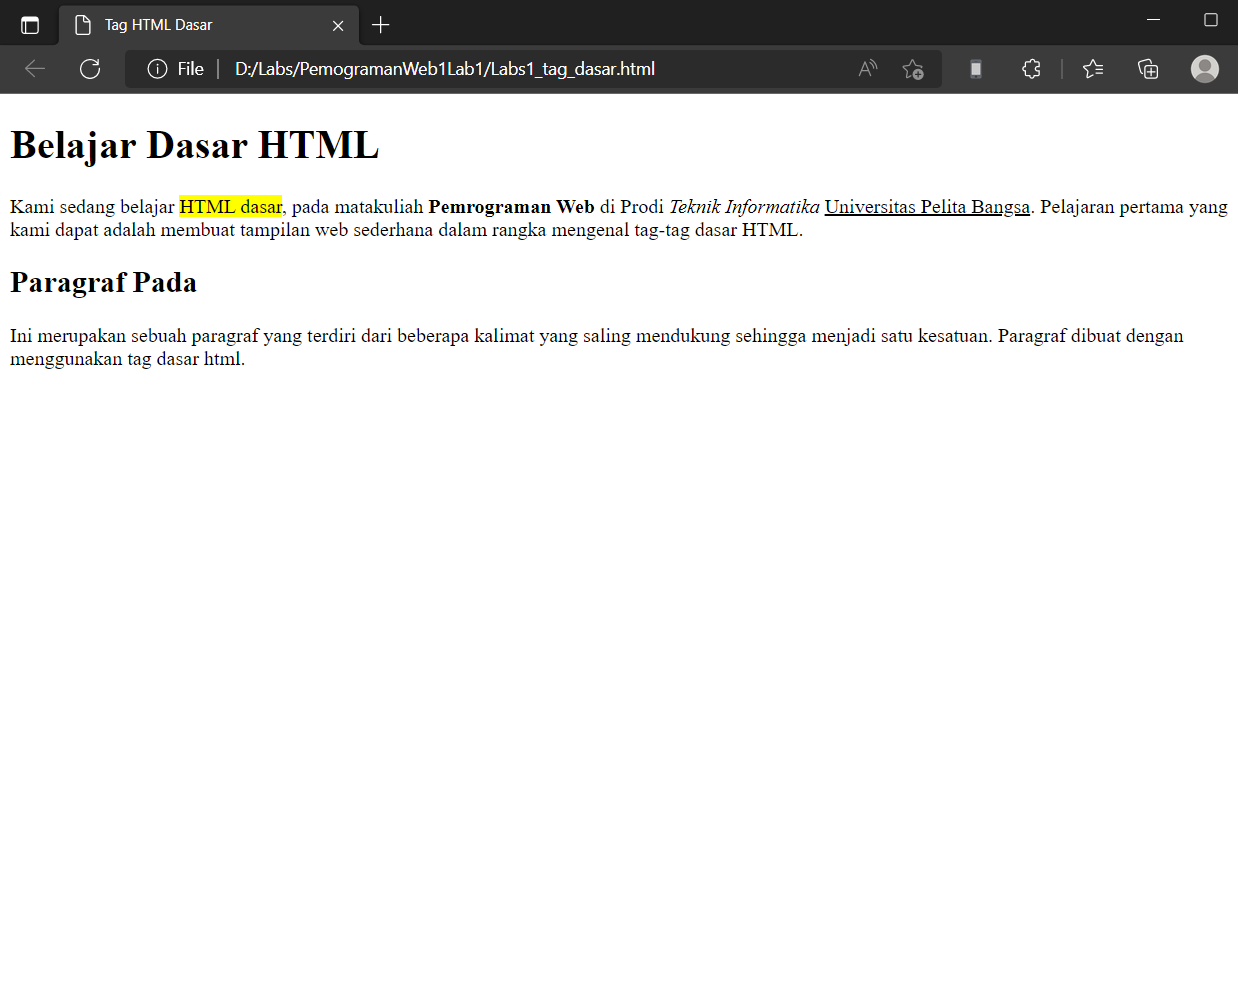 Tag HTML Dasar
File
D:/Labs/PemogramanWeb1Lab1/Labs1_tag_dasar.html
Belajar Dasar HTML
Kami sedang belajar HTML dasar, pada matakuliah Pemrograman Web di Prodi Teknik Informatika Universitas Pelita Bangsa. Pelajaran pertama yang
kami dapat adalah membuat tampilan web sederhana dalam rangka mengenal tag-tag dasar HTML.
Paragraf Pada
Ini merupakan sebuah paragraf yang terdiri dari beberapa kalimat yang saling mendukung sehingga menjadi satu kesatuan. Paragraf dibuat dengan
menggunakan tag dasar html.